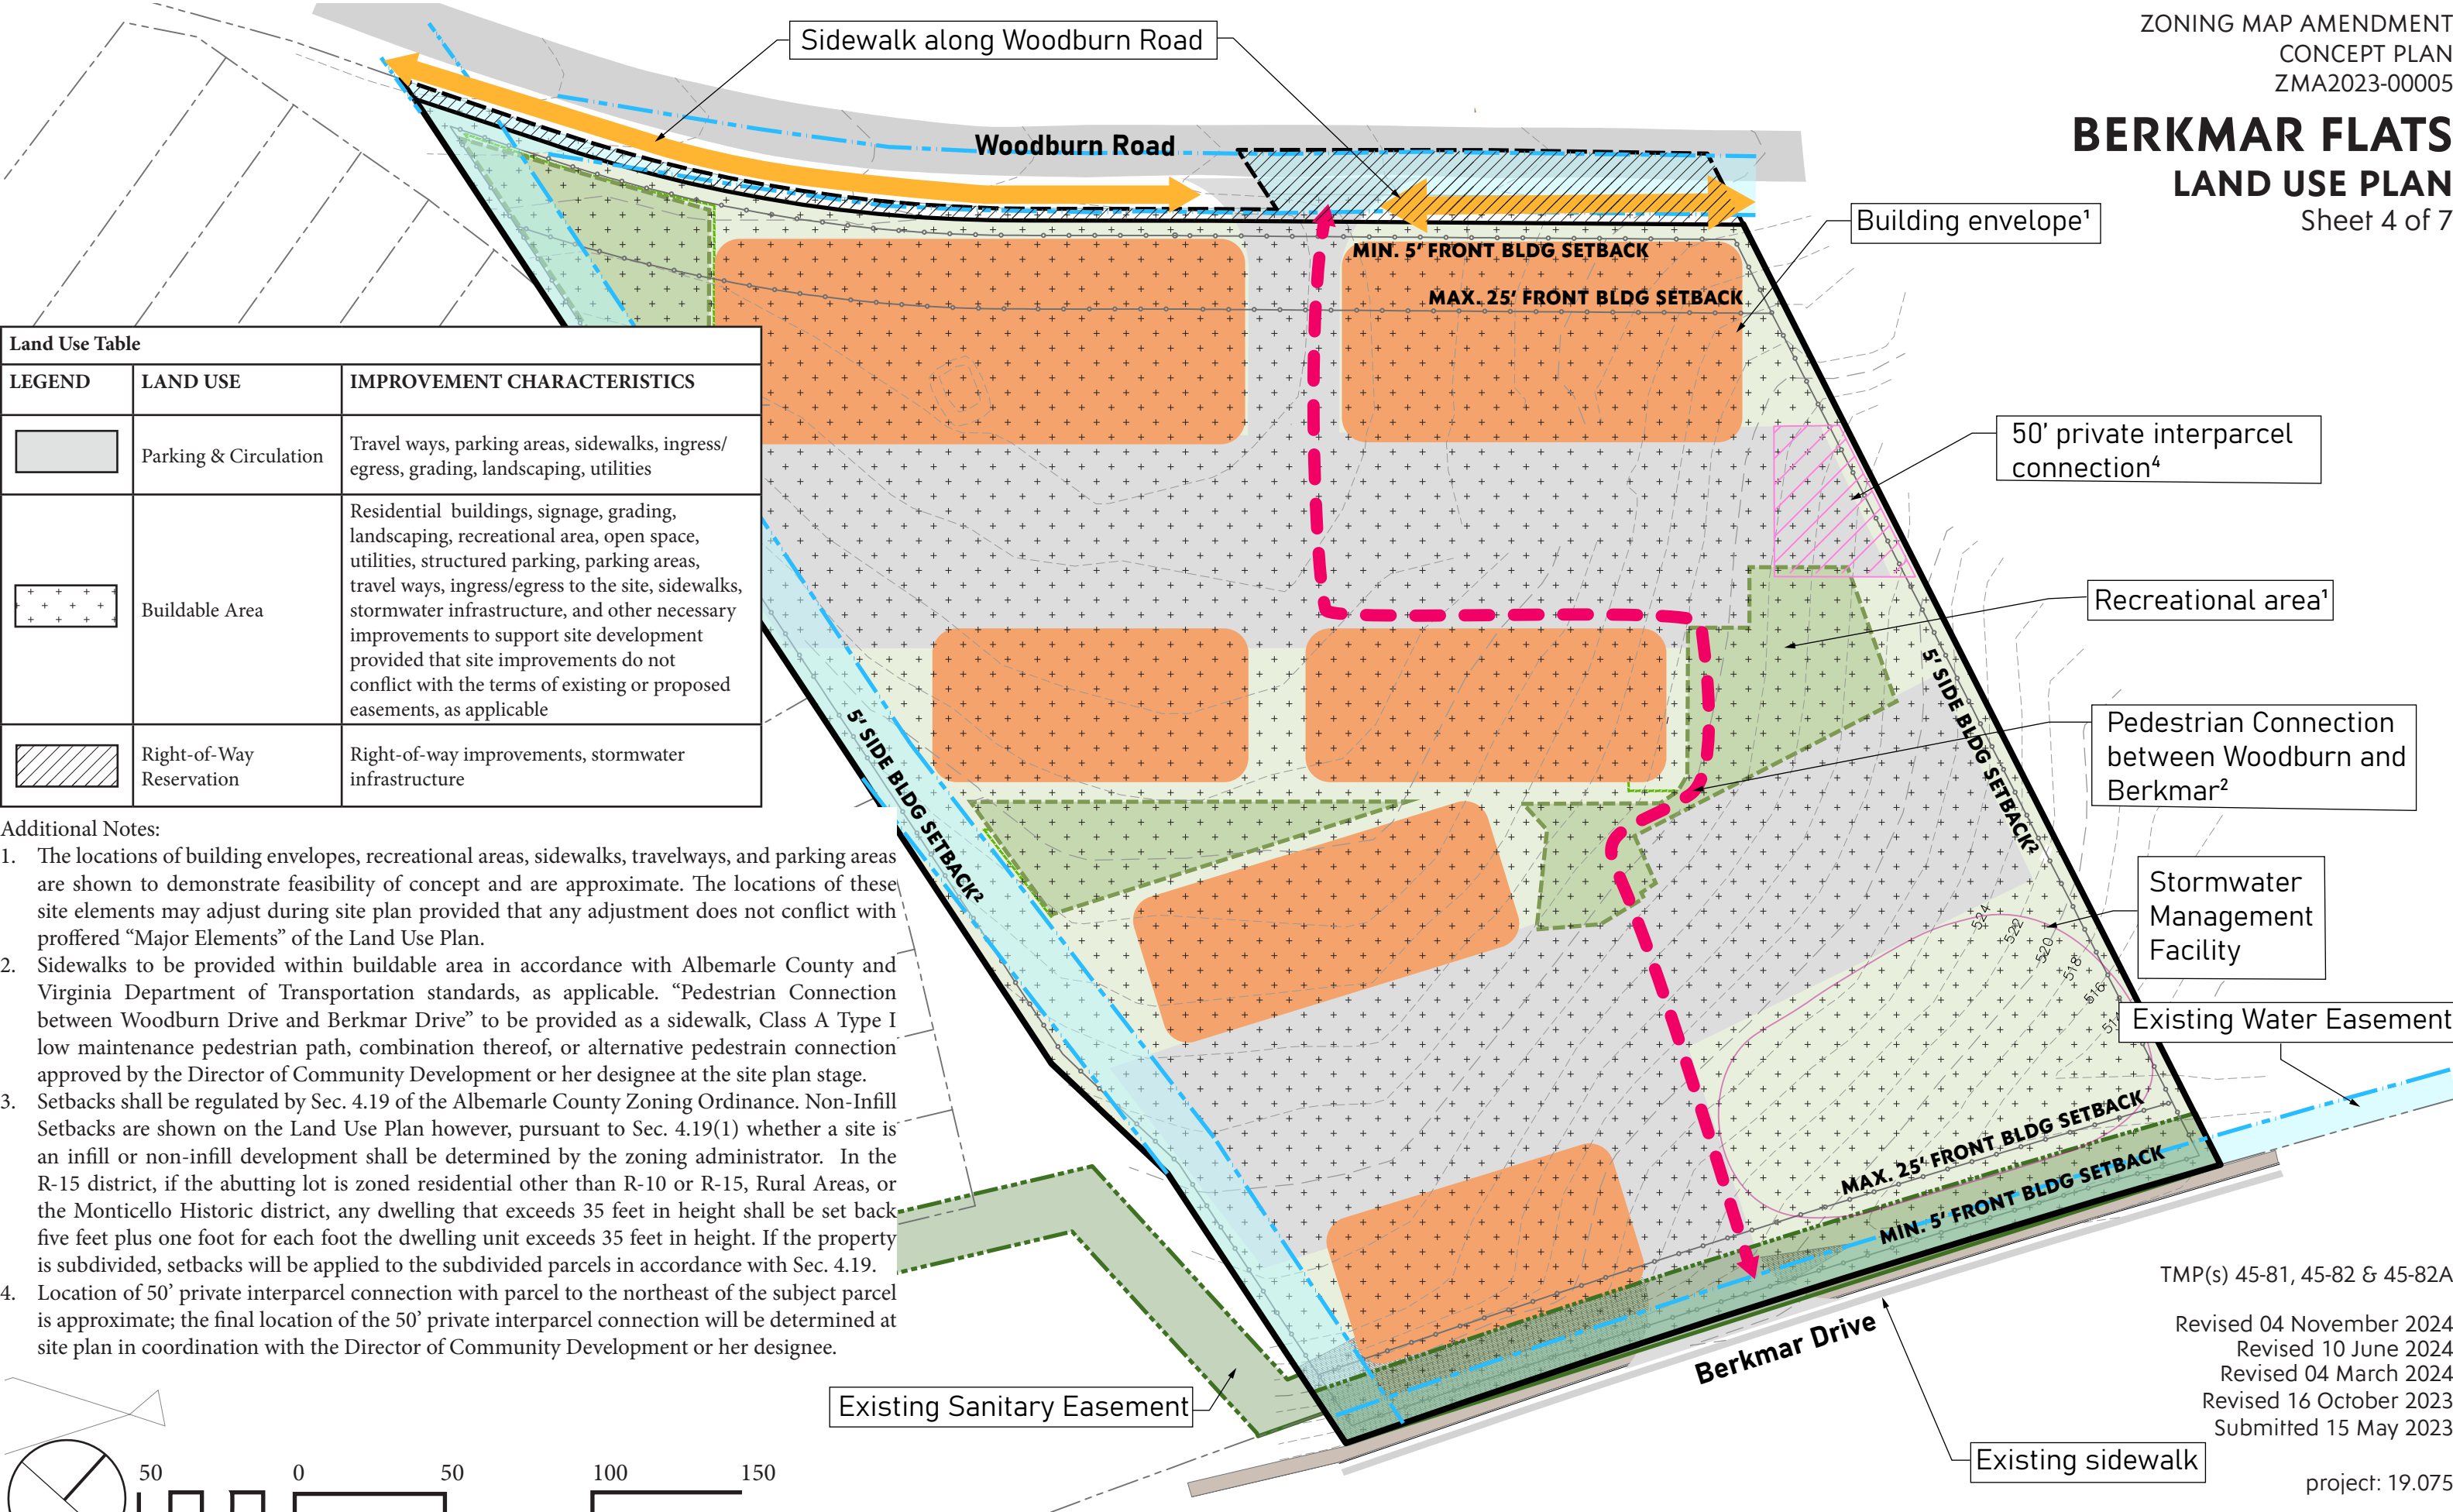 ZONING MAP AMENDMENT
CONCEPT PLAN
ZMA2023-00005
BERKMAR FLATS
LAND USE PLAN
Sheet 4 of 7
Sidewalk along Woodburn Road
Woodburn Road
Building envelope¹
MIN. 5' FRONT BLDG SETBACK
MAX. 25' FRONT BLDG SETBACK
50' private interparcel
connection⁴
Recreational area¹
5' SIDE BLDG SETBACK²
Pedestrian Connection
between Woodburn and
Berkmar²
5' SIDE BLDG SETBACK²
Stormwater
Management
Facility
524
522
520
518
516
Existing Water Easement
MAX. 25' FRONT BLDG SETBACK
MIN. 5' FRONT BLDG SETBACK
Berkmar Drive
Existing Sanitary Easement
Existing sidewalk
Land Use Table
LEGEND LAND USE IMPROVEMENT CHARACTERISTICS
Parking & Circulation
Travel ways, parking areas, sidewalks, ingress/
egress, grading, landscaping, utilities
Buildable Area
Residential buildings, signage, grading,
landscaping, recreational area, open space,
utilities, structured parking, parking areas,
travel ways, ingress/egress to the site, sidewalks,
stormwater infrastructure, and other necessary
improvements to support site development
provided that site improvements do not
conflict with the terms of existing or proposed
easements, as applicable
Right-of-Way
Reservation
Right-of-way improvements, stormwater
infrastructure
Additional Notes:
1. The locations of building envelopes, recreational areas, sidewalks, travelways, and parking areas
are shown to demonstrate feasibility of concept and are approximate. The locations of these
site elements may adjust during site plan provided that any adjustment does not conflict with
proffered “Major Elements” of the Land Use Plan.
2. Sidewalks to be provided within buildable area in accordance with Albemarle County and
Virginia Department of Transportation standards, as applicable. “Pedestrian Connection
between Woodburn Drive and Berkmar Drive” to be provided as a sidewalk, Class A Type I
low maintenance pedestrian path, combination thereof, or alternative pedestrain connection
approved by the Director of Community Development or her designee at the site plan stage.
3. Setbacks shall be regulated by Sec. 4.19 of the Albemarle County Zoning Ordinance. Non-Infill
Setbacks are shown on the Land Use Plan however, pursuant to Sec. 4.19(1) whether a site is
an infill or non-infill development shall be determined by the zoning administrator. In the
R-15 district, if the abutting lot is zoned residential other than R-10 or R-15, Rural Areas, or
the Monticello Historic district, any dwelling that exceeds 35 feet in height shall be set back
five feet plus one foot for each foot the dwelling unit exceeds 35 feet in height. If the property
is subdivided, setbacks will be applied to the subdivided parcels in accordance with Sec. 4.19.
4. Location of 50’ private interparcel connection with parcel to the northeast of the subject parcel
is approximate; the final location of the 50’ private interparcel connection will be determined at
site plan in coordination with the Director of Community Development or her designee.
50 0 50 100 150
TMP(s) 45-81, 45-82 & 45-82A
Revised 04 November 2024
Revised 10 June 2024
Revised 04 March 2024
Revised 16 October 2023
Submitted 15 May 2023
project: 19.075